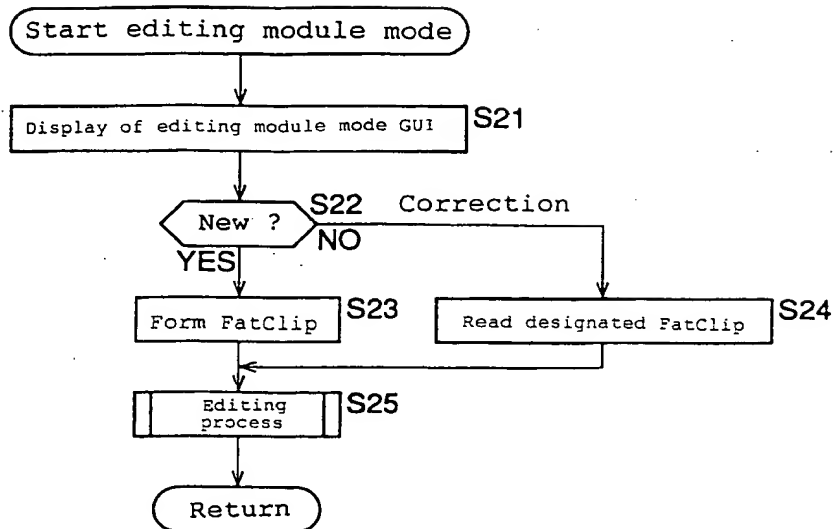 Start editing module mode
Display of editing module mode GUI
S21
New ?
S22
Correction
NO
YES
Form FatClip
S23
Read designated FatClip
S24
Editing
process
S25
Return